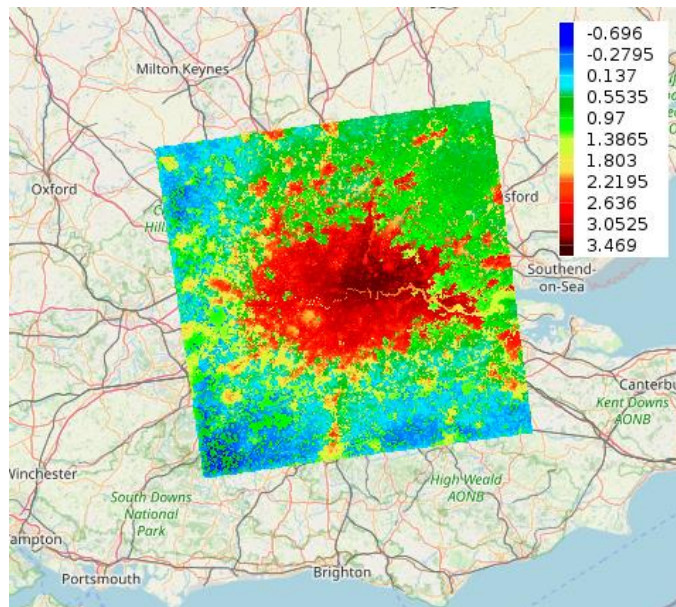 -0.696
-0.2795
0.137
0.5535
0.97
1.3865
1.803
2.2195
2.636
3.0525
3.469
Milton Keynes
Oxford
Hill
sford
Southend-
on-Sea
Canterbu
Kent Downs
AONB
Winchester
High Weald
AONB
South Downs
National
Park
ampton
Portsmouth
Brighton